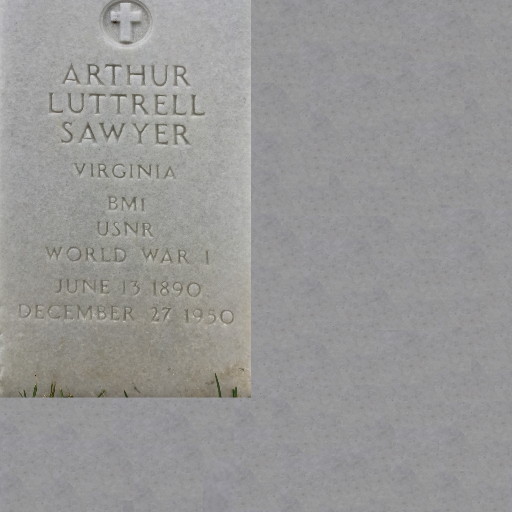 ARTHUR
LUTTRELL
SAWYER
VIRGINIA
BM1
USNR
WORLD WAR I
JUNE 13 1890
DECEMBER 27 1950